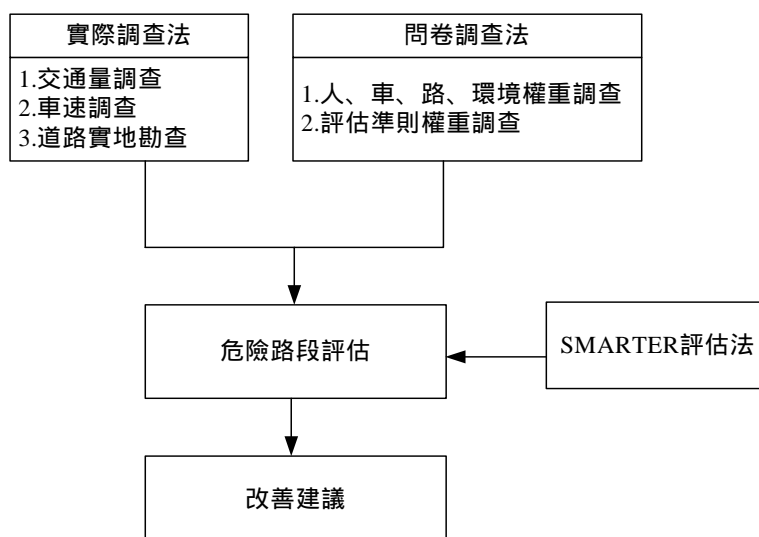 實際調查法
1.交通量調查
2.車速調查
3.道路實地勘查
問卷調查法
1.人、車、路、環境權重調查
2.評估準則權重調查
危險路段評估
SMARTER評估法
改善建議